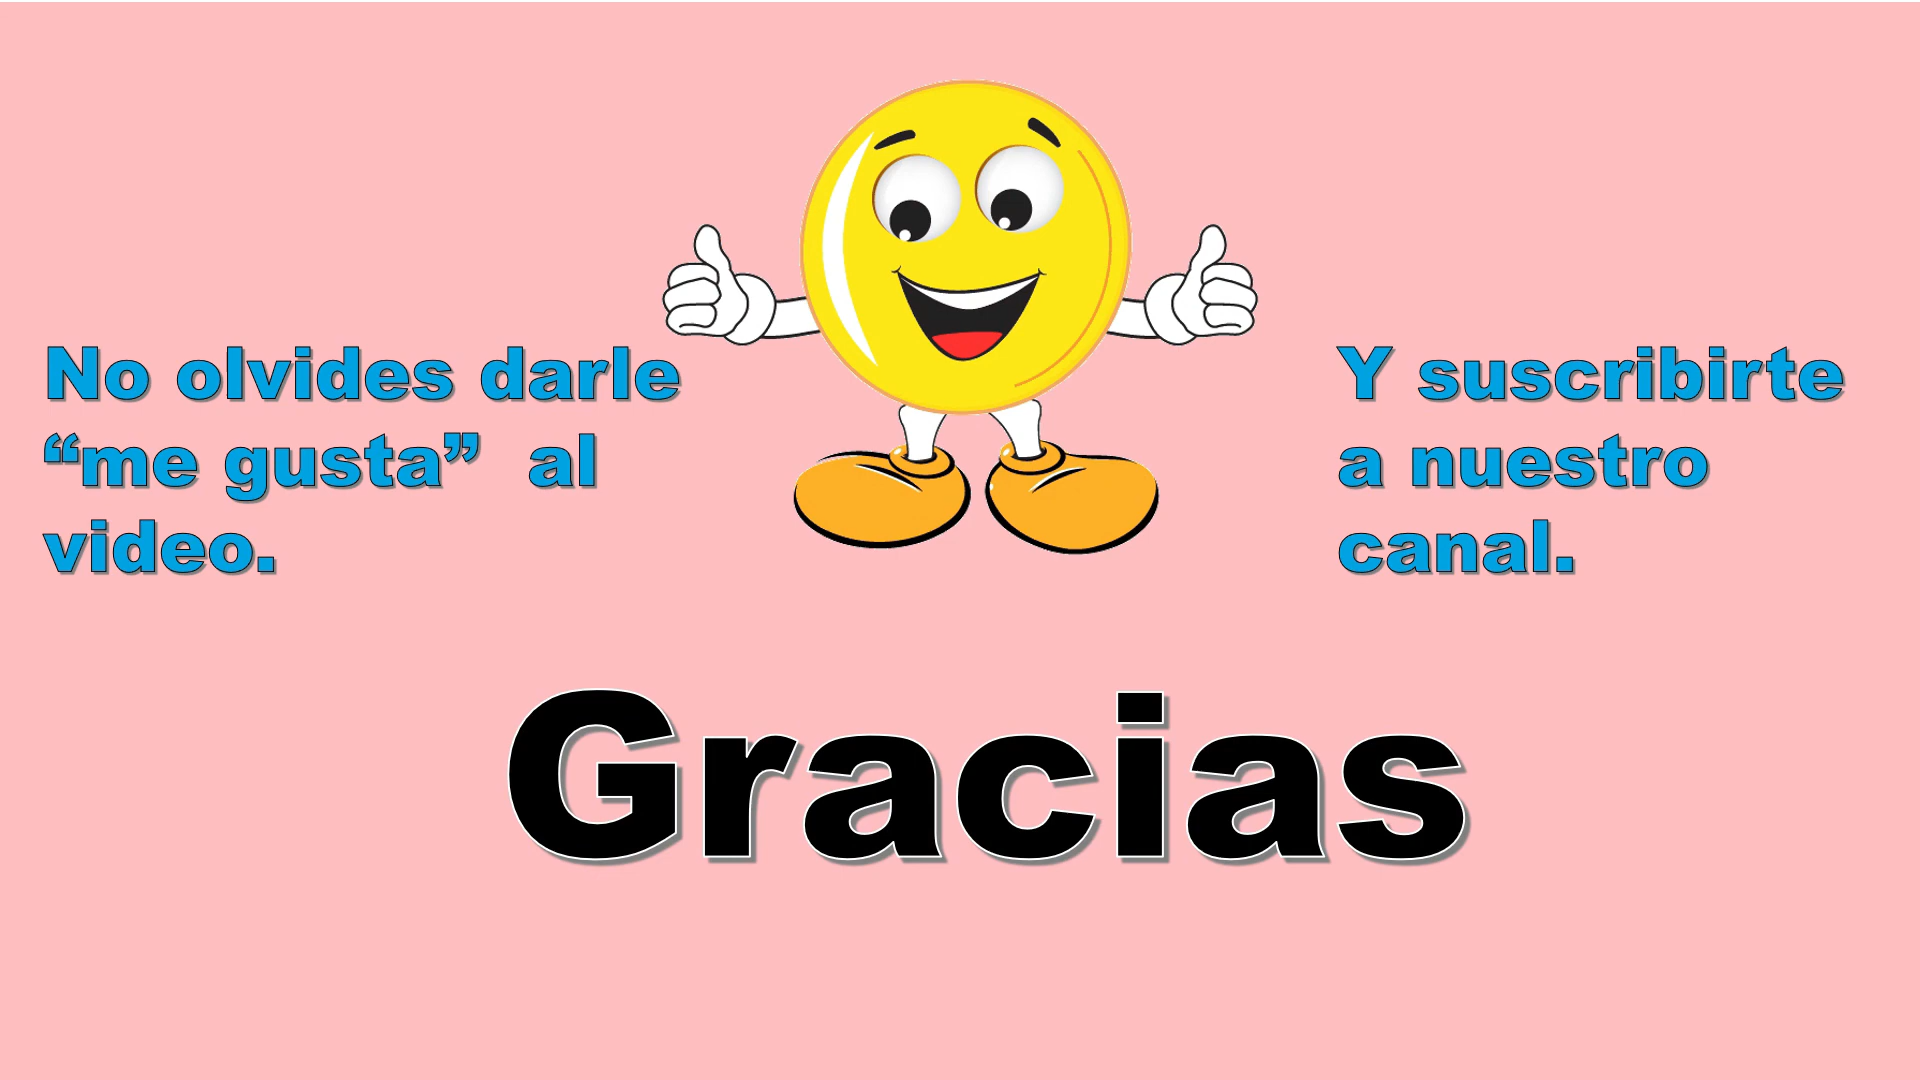 No olvides darle
“me gusta”  al
video.
Y suscribirte
a nuestro
canal.
Gracias